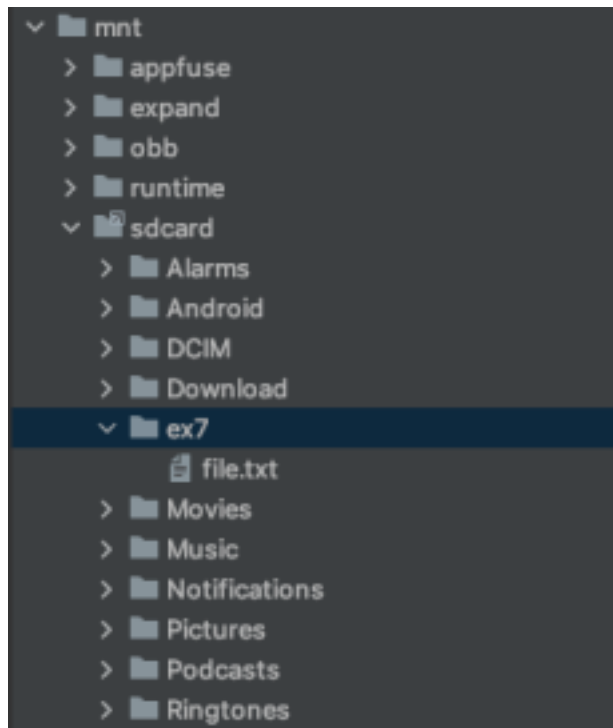 mnt
appfuse
expand
obb
runtime
sdcard
Alarms
Android
DCIM
Download
ex7
file.txt
Movies
Music
Notifications
Pictures
Podcasts
Ringtones